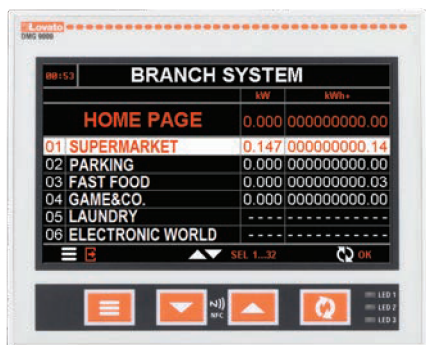 Lovato
DMG 9000
00:53 BRANCH SYSTEM
kW kWh+
HOME PAGE 0.000 000000000.00
01 SUPERMARKET 0.147 000000000.14
02 PARKING 0.000 000000000.00
03 FAST FOOD 0.000 000000000.03
04 GAME&CO. 0.000 000000000.00
05 LAUNDRY ---- ------------
06 ELECTRONIC WORLD ---- ------------
SEL 1...32 OK
NFC
LED 1
LED 2
LED 3